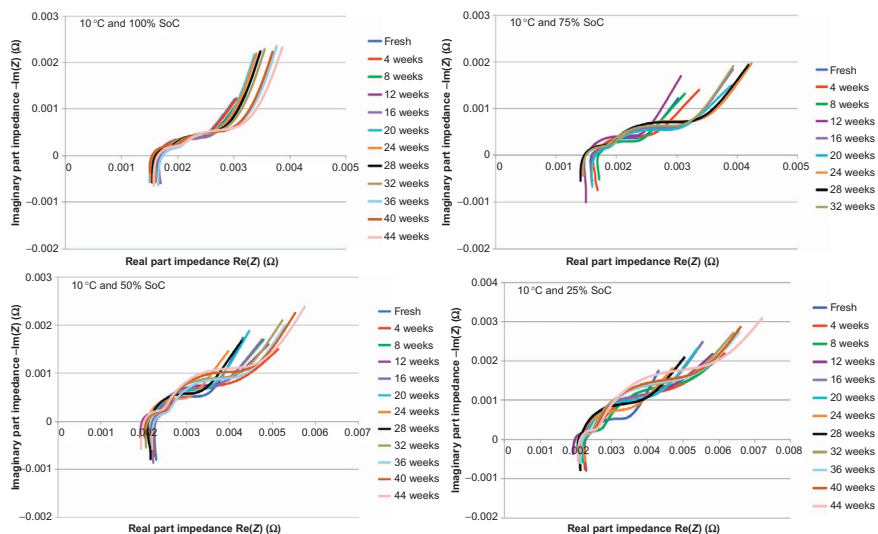 10 °C and 100% SoC
Imaginary part impedance –Im(Z) (Ω)
0.003
0.002
0.001
0
–0.001
–0.002
0 0.001 0.002 0.003 0.004 0.005
Real part impedance Re(Z) (Ω)
Fresh
4 weeks
8 weeks
12 weeks
16 weeks
20 weeks
24 weeks
28 weeks
32 weeks
36 weeks
40 weeks
44 weeks
10 °C and 75% SoC
Imaginary part impedance –Im(Z) (Ω)
0.003
0.002
0.001
0
–0.001
–0.002
0 0.001 0.002 0.003 0.004 0.005
Real part impedance Re(Z) (Ω)
Fresh
4 weeks
8 weeks
12 weeks
16 weeks
20 weeks
24 weeks
28 weeks
32 weeks
10 °C and 50% SoC
Imaginary part impedance –Im(Z) (Ω)
0.003
0.002
0.001
0
–0.001
–0.002
0 0.001 0.002 0.003 0.004 0.005 0.006 0.007
Real part impedance Re(Z) (Ω)
Fresh
4 weeks
8 weeks
12 weeks
16 weeks
20 weeks
24 weeks
28 weeks
32 weeks
36 weeks
40 weeks
44 weeks
10 °C and 25% SoC
Imaginary part impedance –Im(Z) (Ω)
0.004
0.003
0.002
0.001
0
–0.001
–0.002
0 0.001 0.002 0.003 0.004 0.005 0.006 0.007 0.008
Real part impedance Re(Z) (Ω)
Fresh
4 weeks
8 weeks
12 weeks
16 weeks
20 weeks
24 weeks
28 weeks
32 weeks
36 weeks
40 weeks
44 weeks